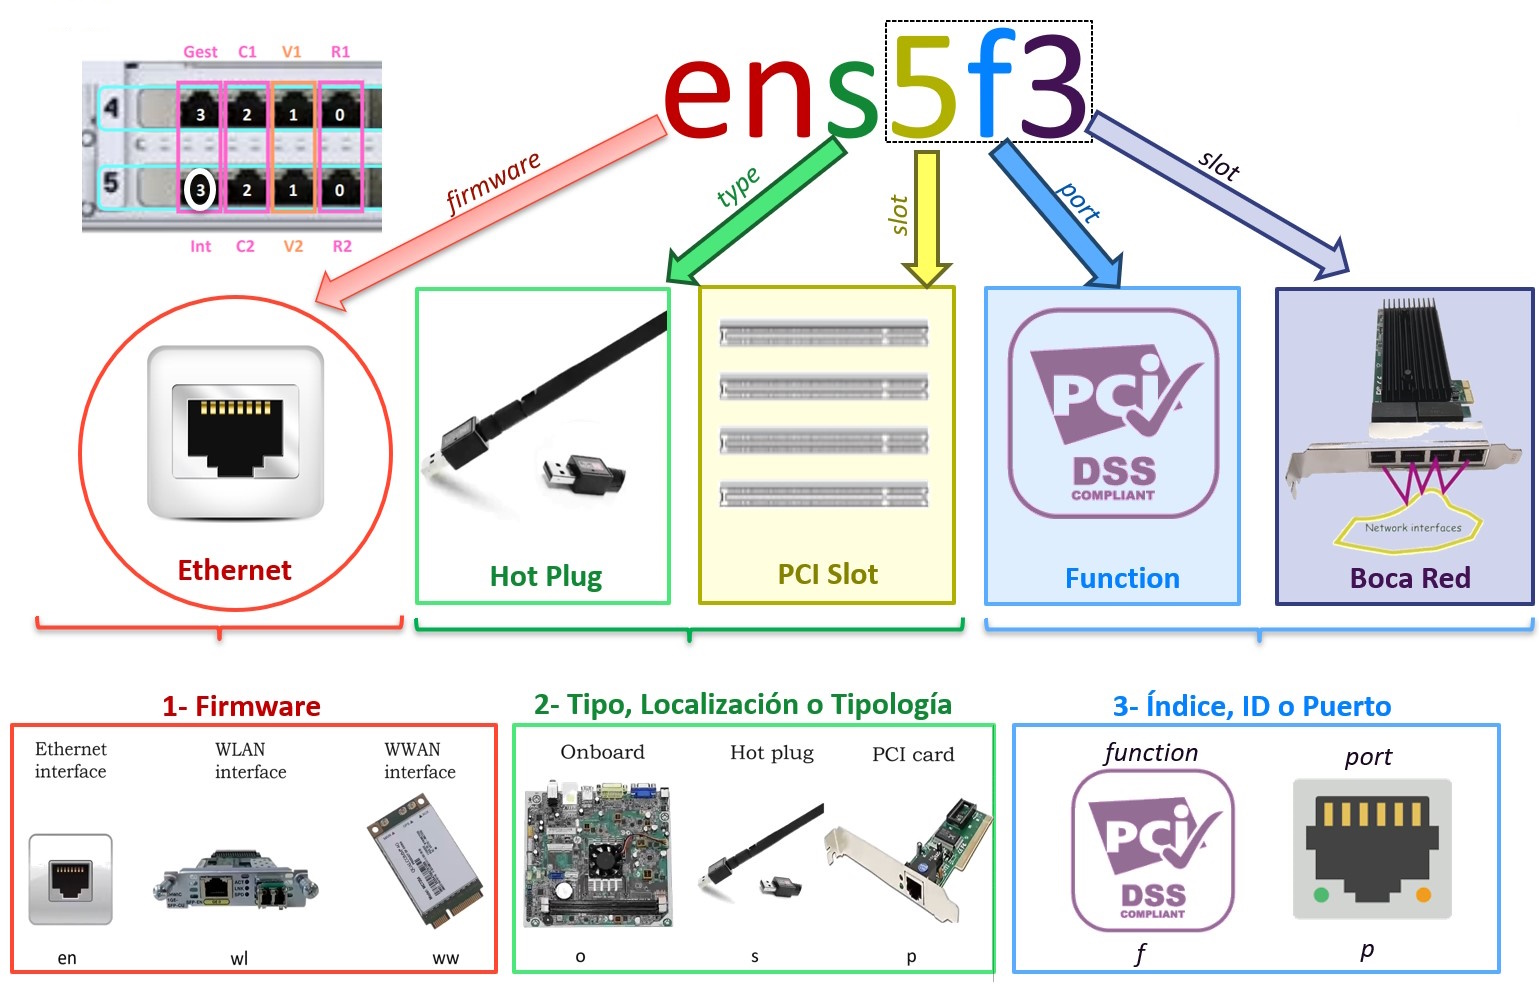 Gest C1 V1 R1
4 3 2 1 0
5 3 2 1 0
Int C2 V2 R2
ens5f3
firmware
type
slot
port
slot
Ethernet
Hot Plug
PCI Slot
PCi
DSS
COMPLIANT
Function
Network interfaces
Boca Red
1- Firmware
Ethernet interface
WLAN interface
WWAN interface
en
wl
ww
2- Tipo, Localización o Tipología
Onboard
Hot plug
PCI card
o
s
p
3- Índice, ID o Puerto
function
PCi
DSS
COMPLIANT
f
port
p